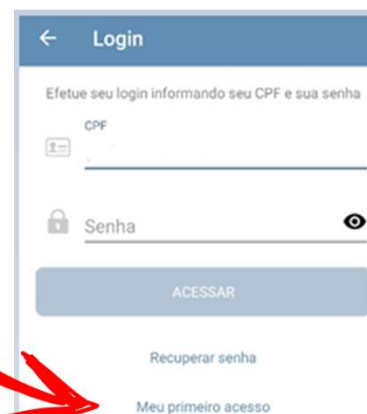 Login
Efetue seu login informando seu CPF e sua senha
CPF
Senha
ACESSAR
Recuperar senha
Meu primeiro acesso